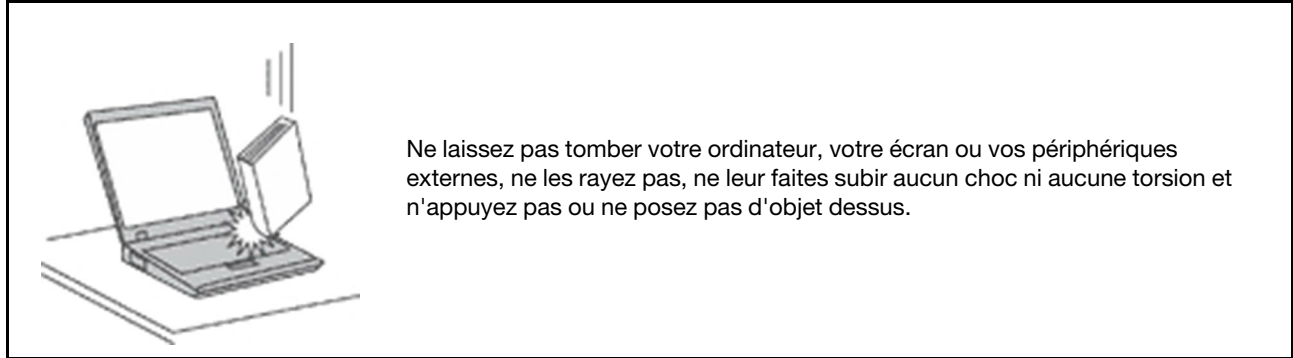 Ne laissez pas tomber votre ordinateur, votre écran ou vos périphériques
externes, ne les rayez pas, ne leur faites subir aucun choc ni aucune torsion et
n'appuyez pas ou ne posez pas d'objet dessus.